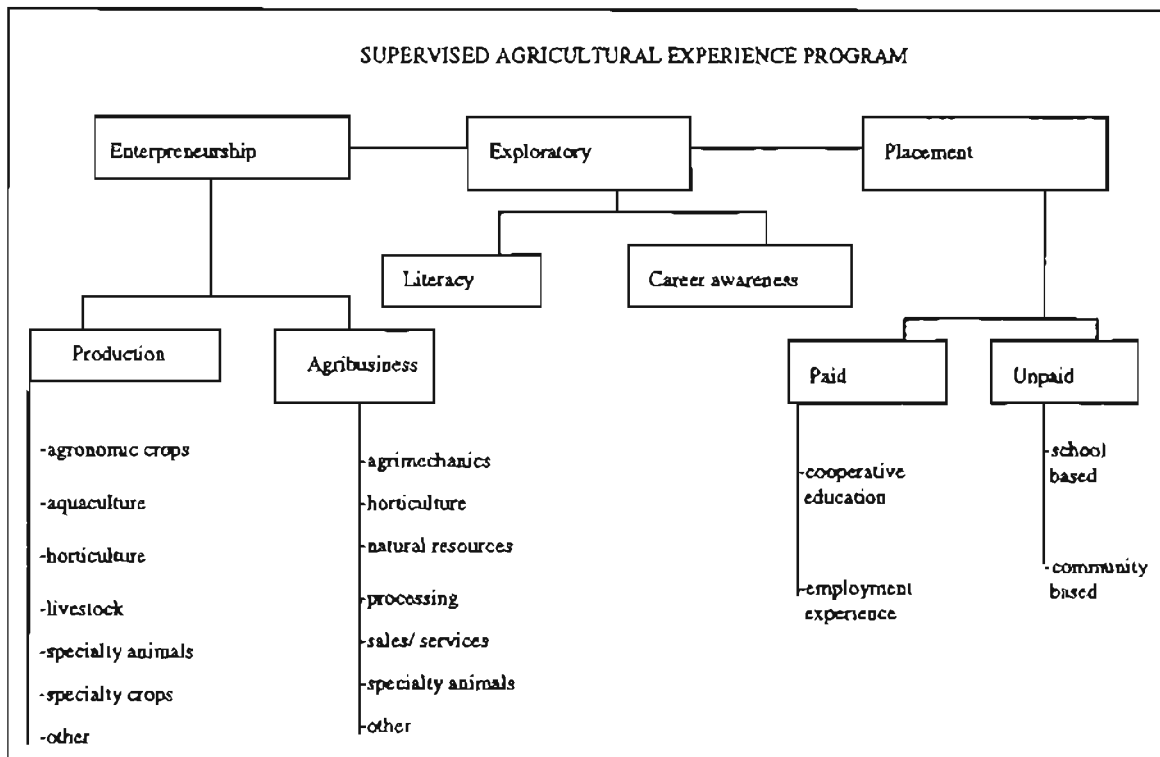 SUPERVISED AGRICULTURAL EXPERIENCE PROGRAM
Enterpreneurship
Exploratory
Placement
Literacy
Career awareness
Production
Agribusiness
Paid
Unpaid
-agronomic crops
-aquaculture
-horticulture
-livestock
-specialty animals
-specialty crops
-other
-agrimechanics
-horticulture
-natural resources
-processing
-sales/ services
-specialty animals
-other
-cooperative
education
-employment
experience
-school
based
-community
based